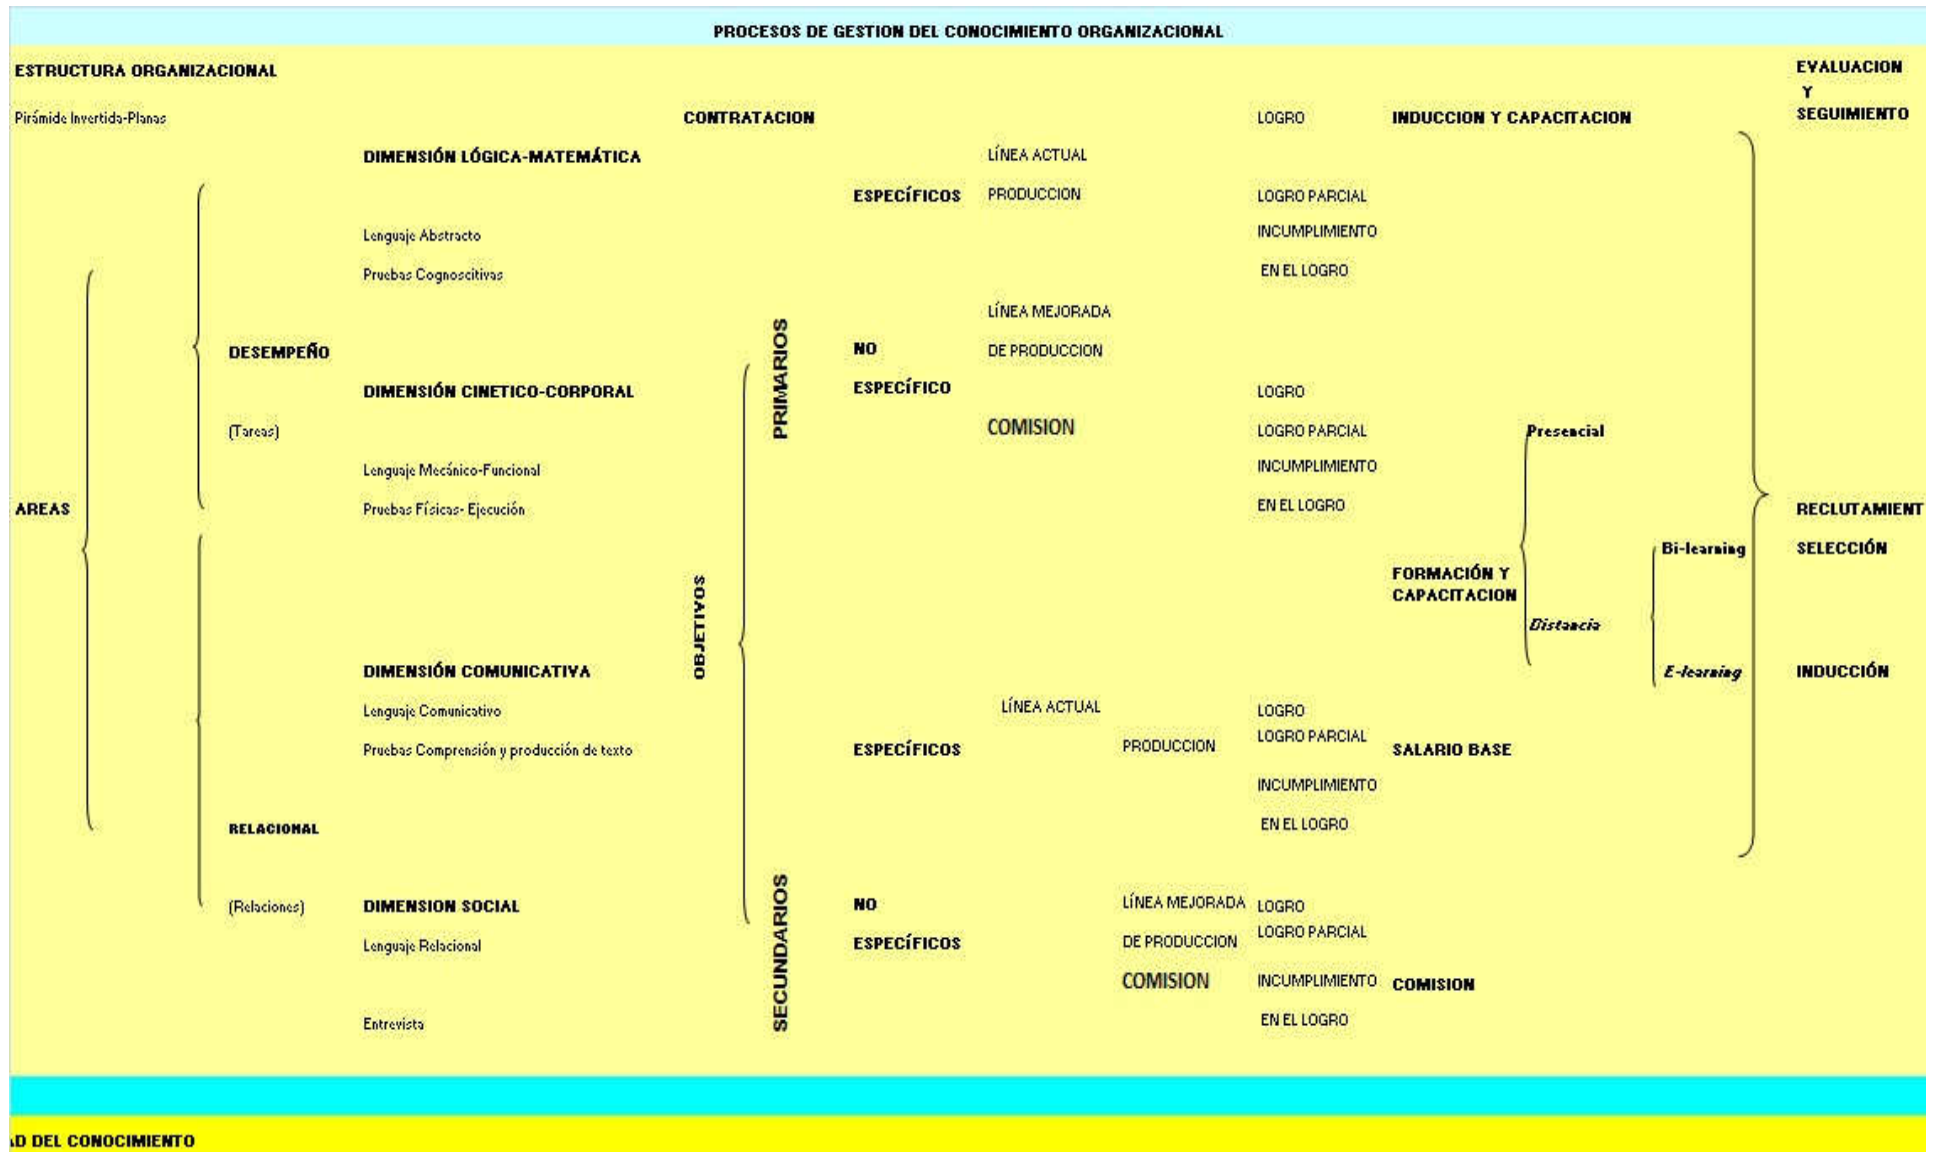 PROCESOS DE GESTION DEL CONOCIMIENTO ORGANIZACIONAL
ESTRUCTURA ORGANIZACIONAL
Pirámide Invertida-Planas
AREAS
DESEMPEÑO
(Tareas)
RELACIONAL
(Relaciones)
DIMENSIÓN LÓGICA-MATEMÁTICA
Lenguaje Abstracto
Pruebas Cognoscitivas
DIMENSIÓN CINETICO-CORPORAL
Lenguaje Mecánico-Funcional
Pruebas Físicas- Ejecución
DIMENSIÓN COMUNICATIVA
Lenguaje Comunicativo
Pruebas Comprensión y producción de texto
DIMENSION SOCIAL
Lenguaje Relacional
Entrevista
CONTRATACION
OBJETIVOS
PRIMARIOS
ESPECÍFICOS
LÍNEA ACTUAL
PRODUCCION
NO
ESPECÍFICO
LÍNEA MEJORADA
DE PRODUCCION
COMISION
SECUNDARIOS
ESPECÍFICOS
LÍNEA ACTUAL
PRODUCCION
NO
ESPECÍFICOS
LÍNEA MEJORADA
DE PRODUCCION
COMISION
LOGRO
LOGRO PARCIAL
INCUMPLIMIENTO
EN EL LOGRO
LOGRO
LOGRO PARCIAL
INCUMPLIMIENTO
EN EL LOGRO
LOGRO
LOGRO PARCIAL
INCUMPLIMIENTO
EN EL LOGRO
LOGRO
LOGRO PARCIAL
INCUMPLIMIENTO
EN EL LOGRO
INDUCCION Y CAPACITACION
FORMACIÓN Y
CAPACITACION
Presencial
Distancia
Bi-learning
E-learning
SALARIO BASE
COMISION
EVALUACION
Y
SEGUIMIENTO
RECLUTAMIENT
SELECCIÓN
INDUCCIÓN
AD DEL CONOCIMIENTO